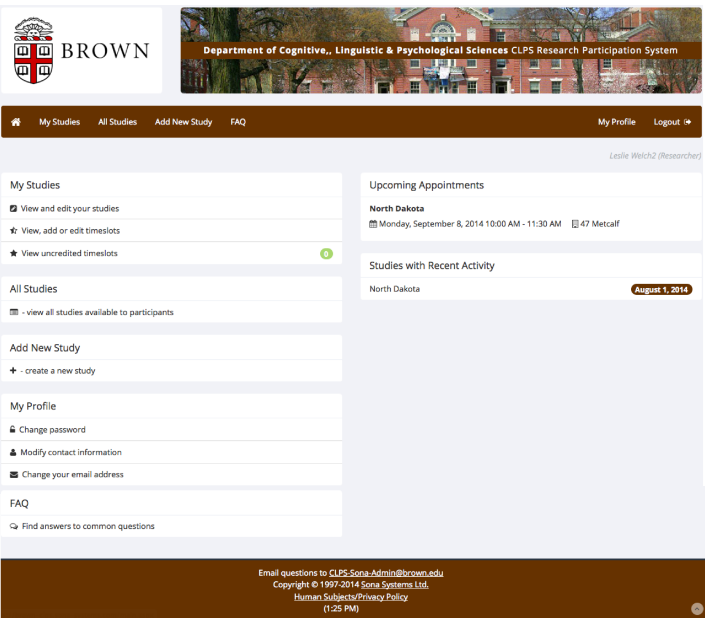 BROWN
Department of Cognitive,, Linguistic & Psychological Sciences CLPS Research Participation System
My Studies All Studies Add New Study FAQ My Profile Logout
Leslie Welch2 (Researcher)
My Studies
View and edit your studies
View, add or edit timeslots
View uncredited timeslots 0
All Studies
- view all studies available to participants
Add New Study
- create a new study
My Profile
Change password
Modify contact information
Change your email address
FAQ
Find answers to common questions
Upcoming Appointments
North Dakota
Monday, September 8, 2014 10:00 AM - 11:30 AM 47 Metcalf
Studies with Recent Activity
North Dakota August 1, 2014
Email questions to CLPS-Sona-Admin@brown.edu
Copyright © 1997-2014 Sona Systems Ltd.
Human Subjects/Privacy Policy
(1:25 PM)